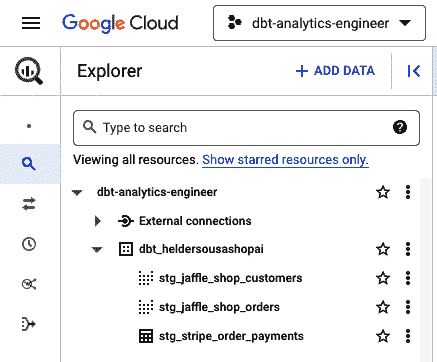 Google Cloud
dbt-analytics-engineer
Explorer
+ ADD DATA
Type to search
Viewing all resources. Show starred resources only.
dbt-analytics-engineer
External connections
dbt_heldersousashopai
stg_jaffle_shop_customers
stg_jaffle_shop_orders
stg_stripe_order_payments